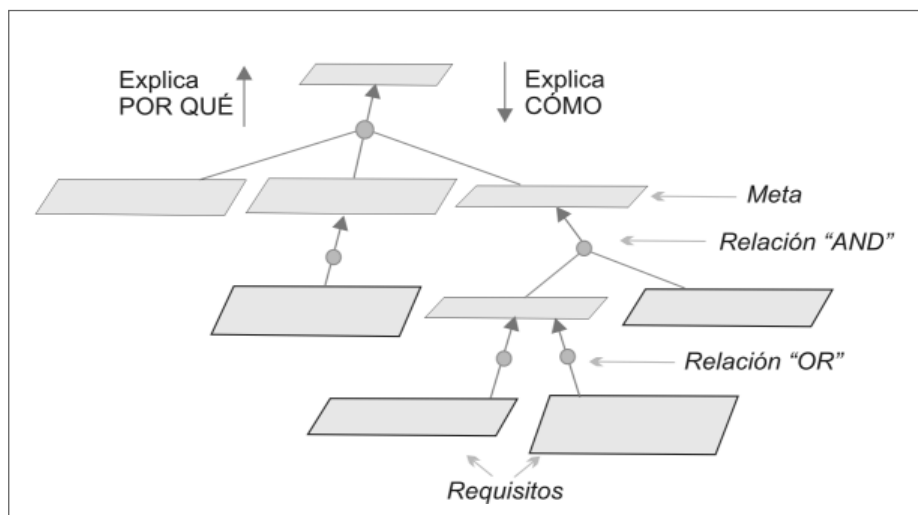 Explica
POR QUÉ
Explica
CÓMO
Meta
Relación “AND”
Relación “OR”
Requisitos